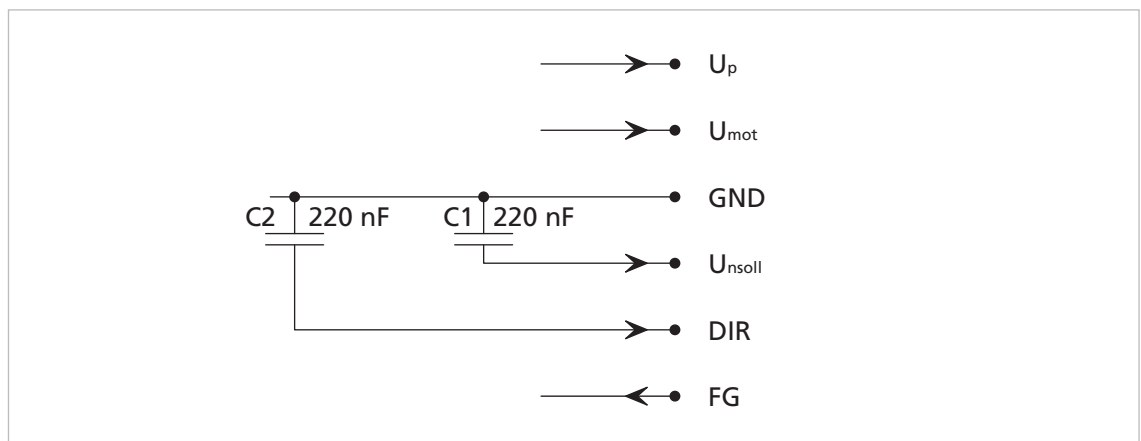 Up
Umot
GND
C2 220 nF C1 220 nF
Unsoll
DIR
FG